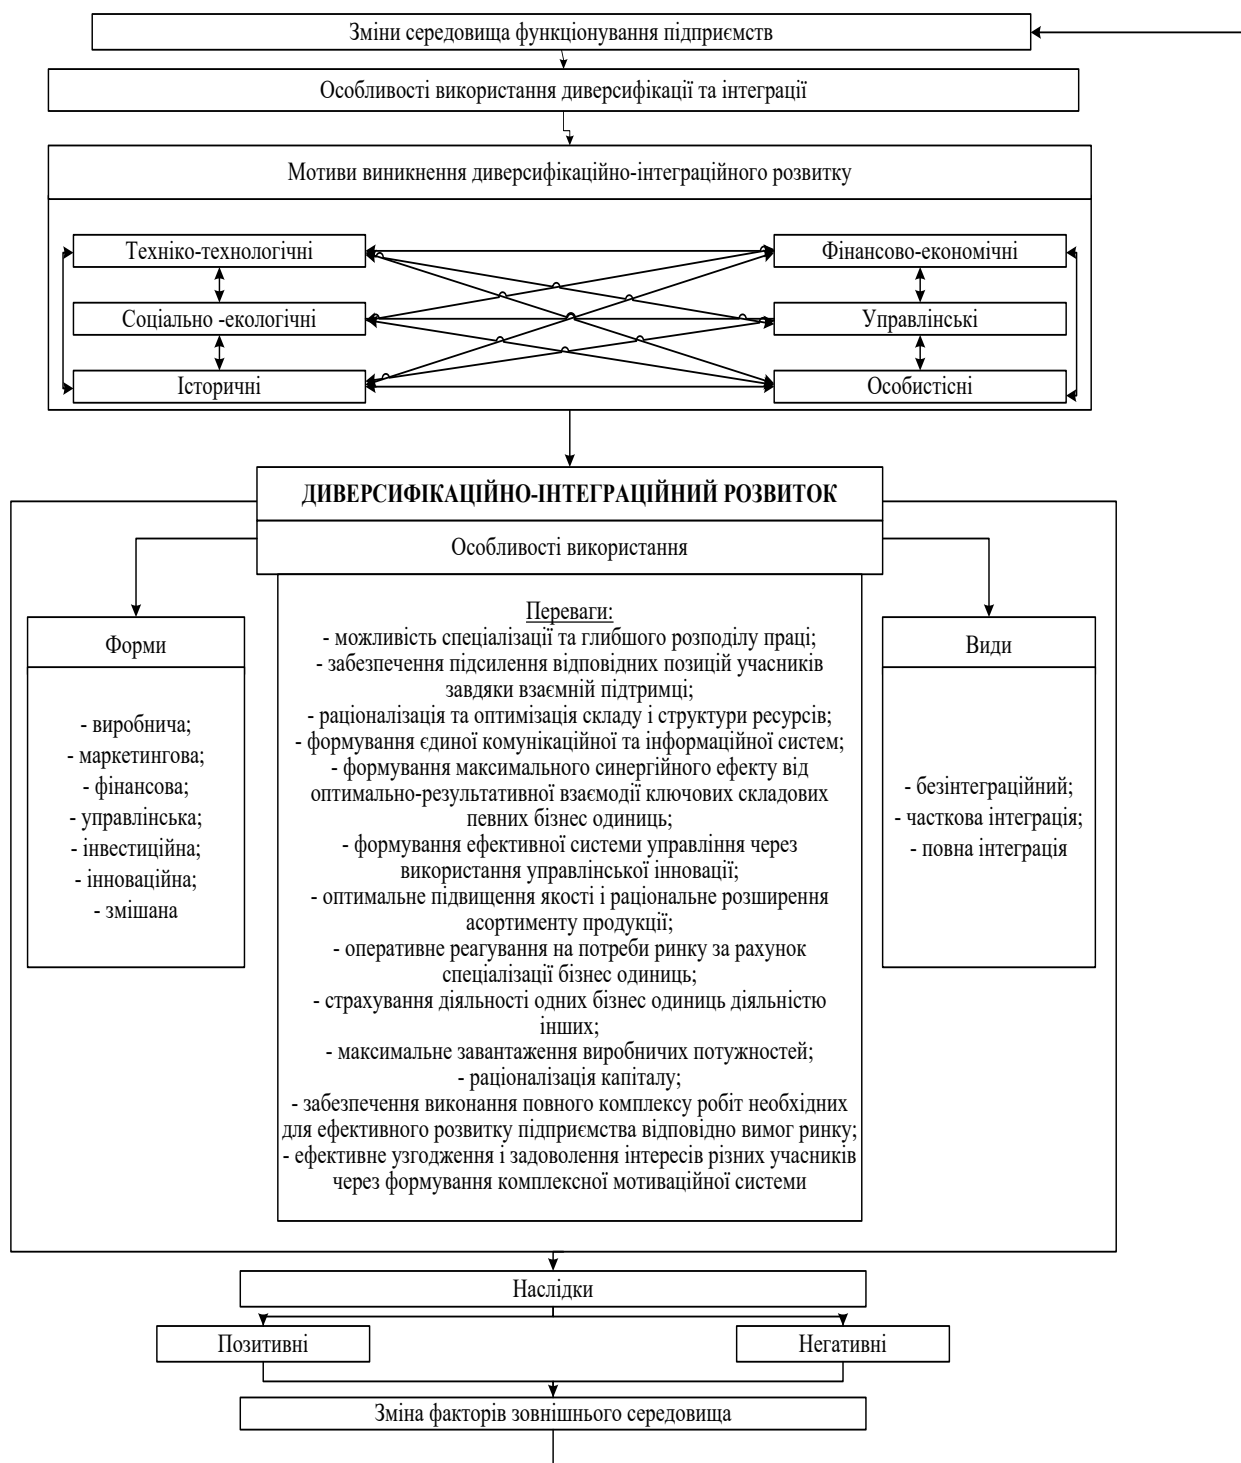 Зміни середовища функціонування підприємств
Особливості використання диверсифікації та інтеграції
Мотиви виникнення диверсифікаційно-інтеграційного розвитку
Техніко-технологічні
Фінансово-економічні
Соціально -екологічні
Управлінські
Історичні
Особистісні
ДИВЕРСИФІКАЦІЙНО-ІНТЕГРАЦІЙНИЙ РОЗВИТОК
Особливості використання
Форми
- виробнича;
- маркетингова;
- фінансова;
- управлінська;
- інвестиційна;
- інноваційна;
- змішана
Переваги:
- можливість спеціалізації та глибшого розподілу праці;
- забезпечення підсилення відповідних позицій учасників
завдяки взаємній підтримці;
- раціоналізація та оптимізація складу і структури ресурсів;
- формування єдиної комунікаційної та інформаційної систем;
- формування максимального синергійного ефекту від
оптимально-результативної взаємодії ключових складових
певних бізнес одиниць;
- формування ефективної системи управління через
використання управлінської інновації;
- оптимальне підвищення якості і раціональне розширення
асортименту продукції;
- оперативне реагування на потреби ринку за рахунок
спеціалізації бізнес одиниць;
- страхування діяльності одних бізнес одиниць діяльністю
інших;
- максимальне завантаження виробничих потужностей;
- раціоналізація капіталу;
- забезпечення виконання повного комплексу робіт необхідних
для ефективного розвитку підприємства відповідно вимог ринку;
- ефективне узгодження і задоволення інтересів різних учасників
через формування комплексної мотиваційної системи
Види
- безінтеграційний;
- часткова інтеграція;
- повна інтеграція
Наслідки
Позитивні
Негативні
Зміна факторів зовнішнього середовища